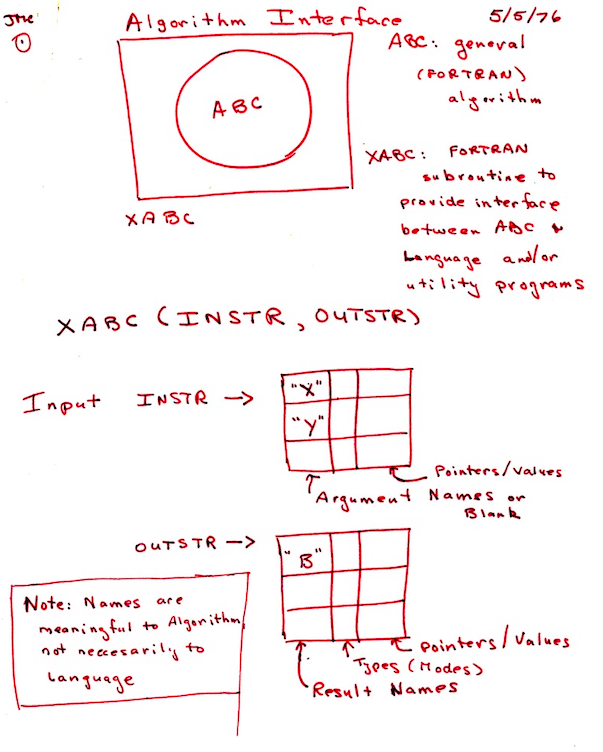 JMC
Algorithm Interface
5/5/76
ABC
XABC
ABC: general
(FORTRAN)
algorithm
XABC: FORTRAN
subroutine to
provide interface
between ABC &
Language and/or
utility programs
XABC (INSTR, OUTSTR)
Input INSTR →
"X"
"Y"
Pointers/Values
Argument Names or
Blank
OUTSTR →
"B"
Pointers/Values
Types (Modes)
Result Names
Note: Names are
meaningful to Algorithm,
not neccesarily to
Language